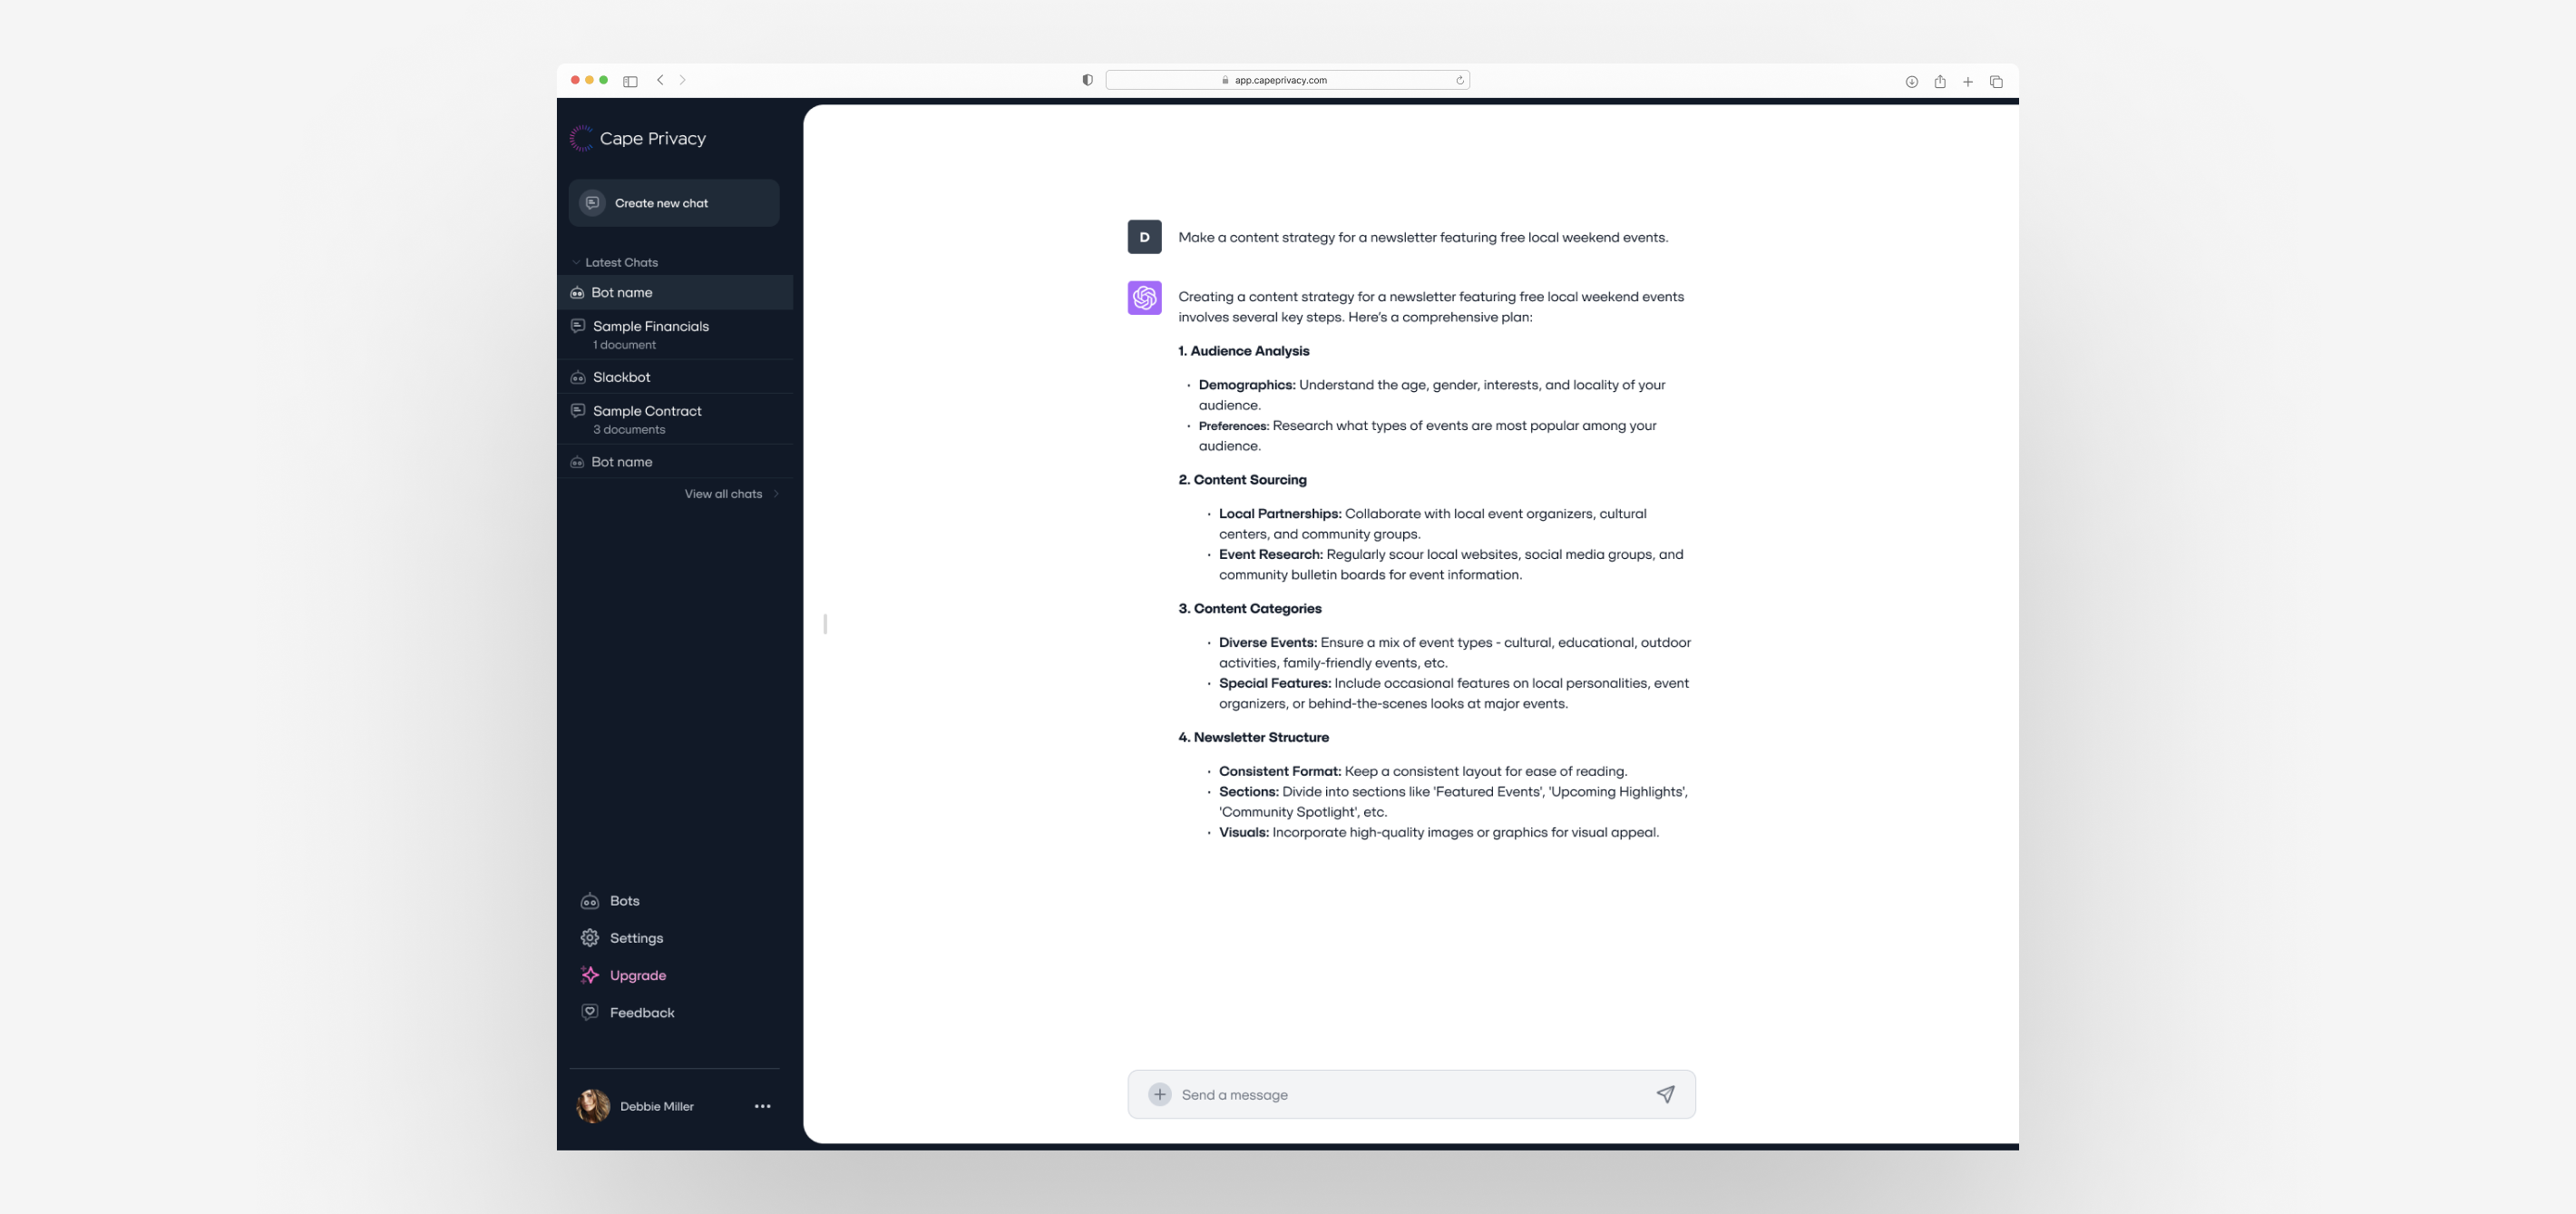 app.capeprivacy.com
Cape Privacy
Create new chat
Latest Chats
Bot name
Sample Financials
1 document
Slackbot
Sample Contract
3 documents
Bot name
View all chats
Bots
Settings
Upgrade
Feedback
Debbie Miller
D
Make a content strategy for a newsletter featuring free local weekend events.
Creating a content strategy for a newsletter featuring free local weekend events
involves several key steps. Here's a comprehensive plan:
1. Audience Analysis
· Demographics: Understand the age, gender, interests, and locality of your
audience.
· Preferences: Research what types of events are most popular among your
audience.
2. Content Sourcing
· Local Partnerships: Collaborate with local event organizers, cultural
centers, and community groups.
· Event Research: Regularly scour local websites, social media groups, and
community bulletin boards for event information.
3. Content Categories
· Diverse Events: Ensure a mix of event types - cultural, educational, outdoor
activities, family-friendly events, etc.
· Special Features: Include occasional features on local personalities, event
organizers, or behind-the-scenes looks at major events.
4. Newsletter Structure
· Consistent Format: Keep a consistent layout for ease of reading.
· Sections: Divide into sections like 'Featured Events', 'Upcoming Highlights',
'Community Spotlight', etc.
· Visuals: Incorporate high-quality images or graphics for visual appeal.
Send a message